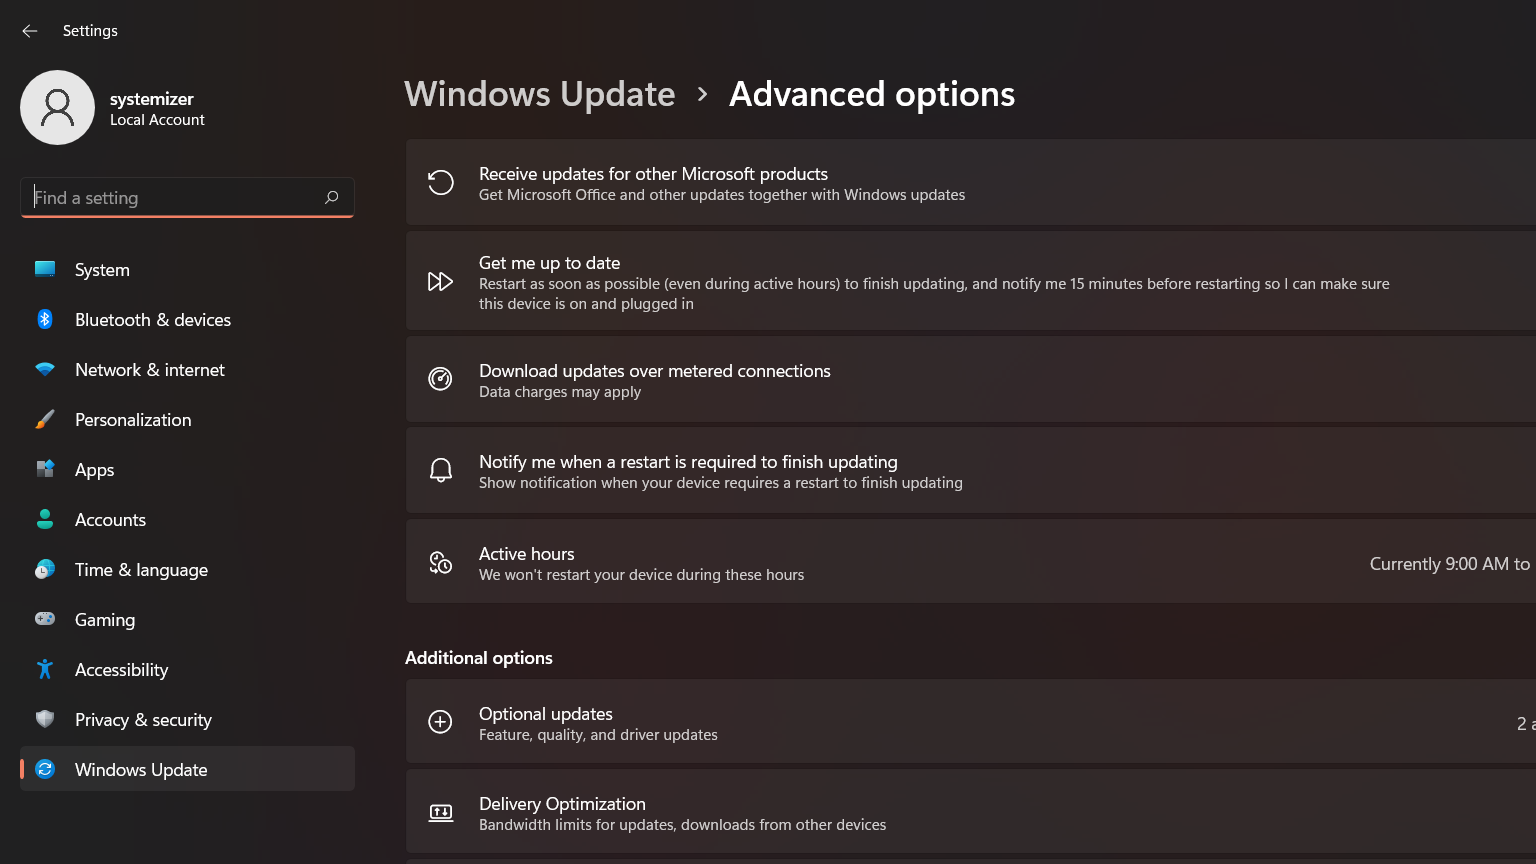 Settings
systemizer
Local Account
Find a setting
System
Bluetooth & devices
Network & internet
Personalization
Apps
Accounts
Time & language
Gaming
Accessibility
Privacy & security
Windows Update
Windows Update › Advanced options
Receive updates for other Microsoft products
Get Microsoft Office and other updates together with Windows updates
Get me up to date
Restart as soon as possible (even during active hours) to finish updating, and notify me 15 minutes before restarting so I can make sure
this device is on and plugged in
Download updates over metered connections
Data charges may apply
Notify me when a restart is required to finish updating
Show notification when your device requires a restart to finish updating
Active hours
We won't restart your device during these hours
Currently 9:00 AM to
Additional options
Optional updates
Feature, quality, and driver updates
2
Delivery Optimization
Bandwidth limits for updates, downloads from other devices